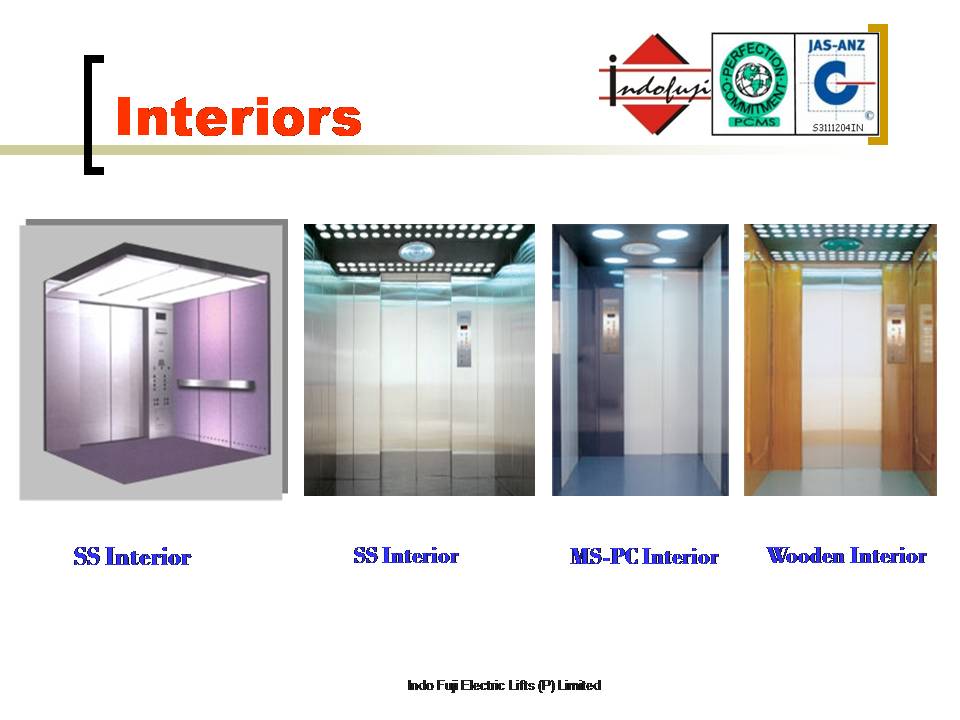 Interiors
indofuji
PERFECTION COMMITMENT
PCMS
JAS-ANZ
C
©
S3111204IN
SS Interior
SS Interior
MS-PC Interior
Wooden Interior
Indo Fuji Electric Lifts (P) Limited